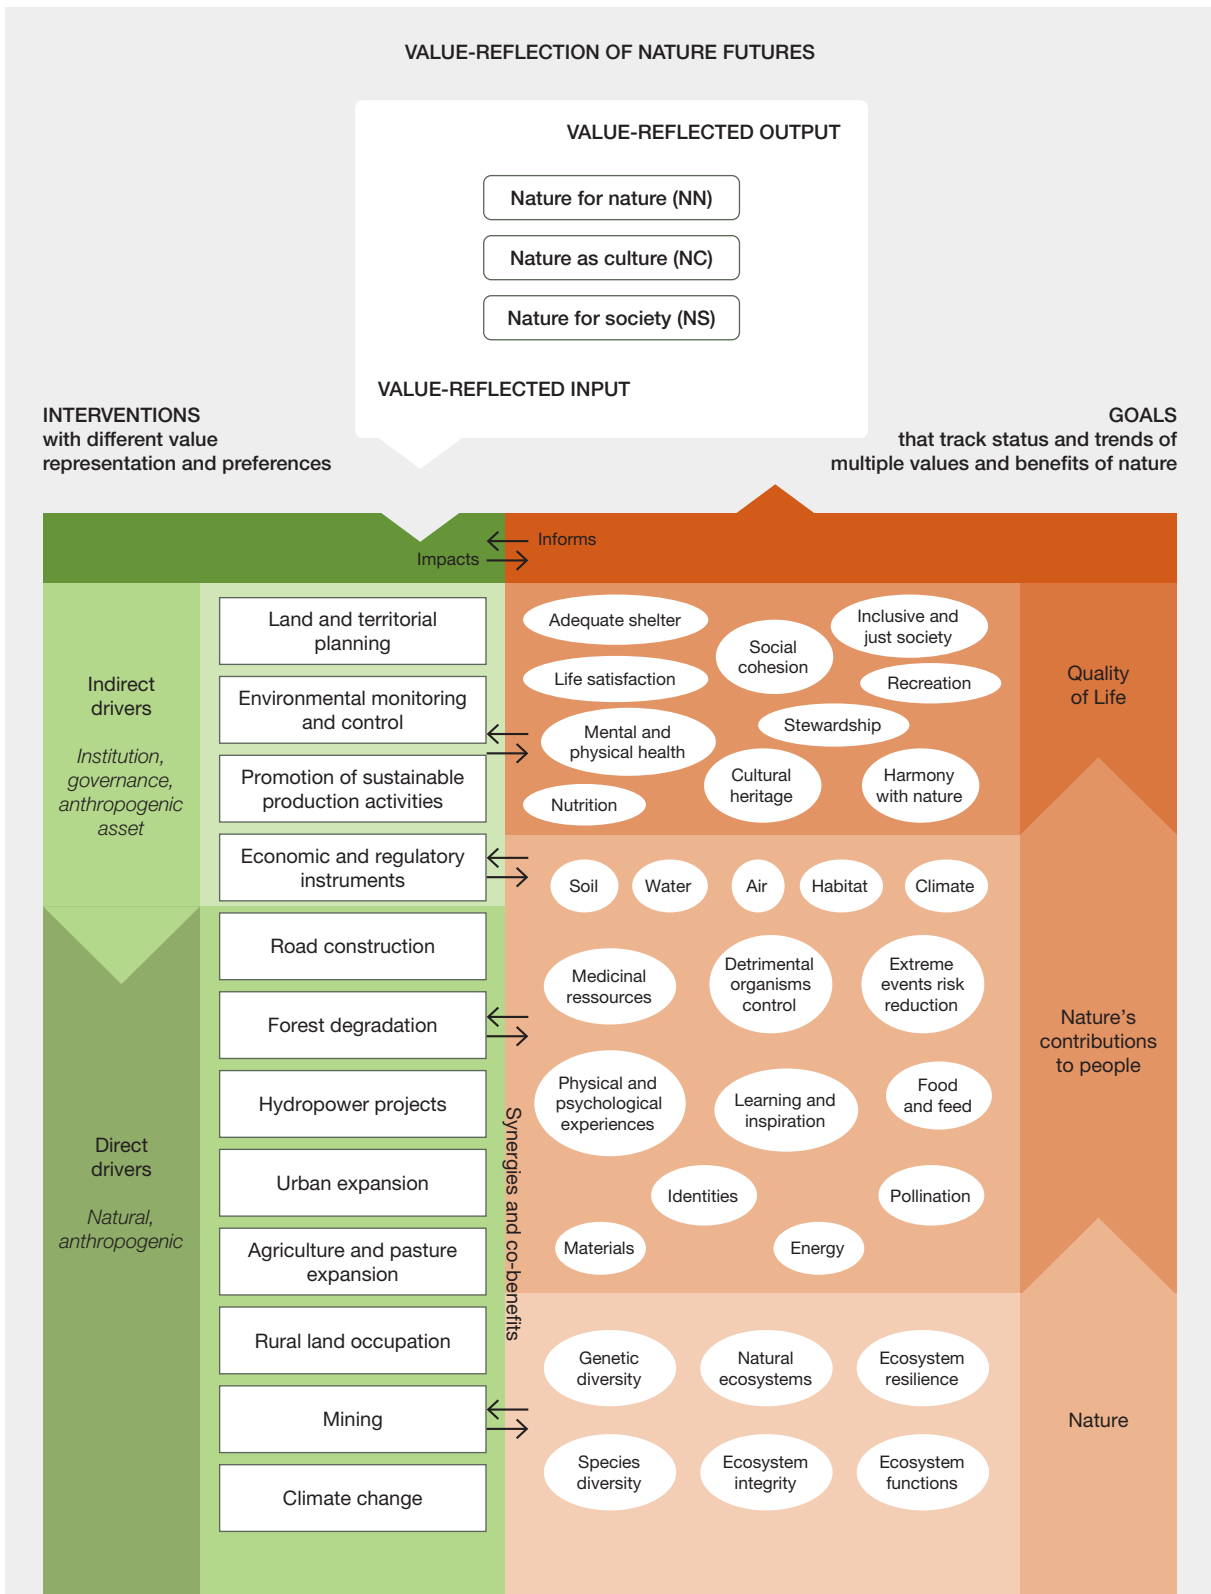 VALUE-REFLECTION OF NATURE FUTURES
VALUE-REFLECTED OUTPUT
Nature for nature (NN)
Nature as culture (NC)
Nature for society (NS)
VALUE-REFLECTED INPUT
INTERVENTIONS
with different value
representation and preferences
GOALS
that track status and trends of
multiple values and benefits of nature
Informs
Impacts
Indirect
drivers
Institution,
governance,
anthropogenic
asset
Direct
drivers
Natural,
anthropogenic
Land and territorial
planning
Environmental monitoring
and control
Promotion of sustainable
production activities
Economic and regulatory
instruments
Road construction
Forest degradation
Hydropower projects
Urban expansion
Agriculture and pasture
expansion
Rural land occupation
Mining
Climate change
Synergies and co-benefits
Adequate shelter
Social
cohesion
Inclusive and
just society
Life satisfaction
Recreation
Mental and
physical health
Stewardship
Nutrition
Cultural
heritage
Harmony
with nature
Soil
Water
Air
Habitat
Climate
Medicinal
ressources
Detrimental
organisms
control
Extreme
events risk
reduction
Physical and
psychological
experiences
Learning and
inspiration
Food
and feed
Identities
Pollination
Materials
Energy
Genetic
diversity
Natural
ecosystems
Ecosystem
resilience
Species
diversity
Ecosystem
integrity
Ecosystem
functions
Quality
of Life
Nature's
contributions
to people
Nature